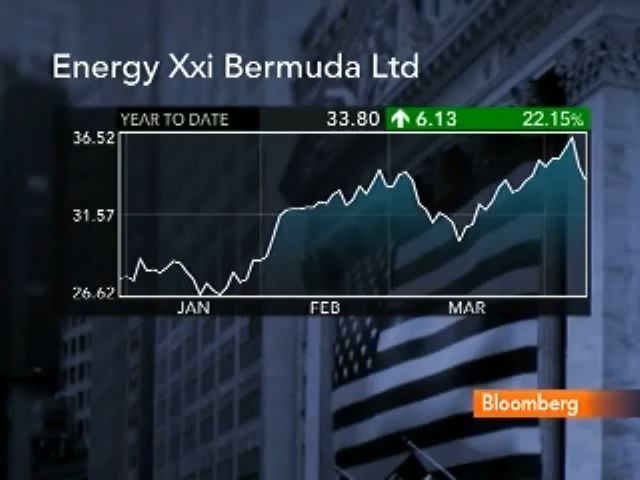 Energy Xxi Bermuda Ltd
YEAR TO DATE 33.80 6.13 22.15%
36.52
31.57
26.62
JAN FEB MAR
Bloomberg